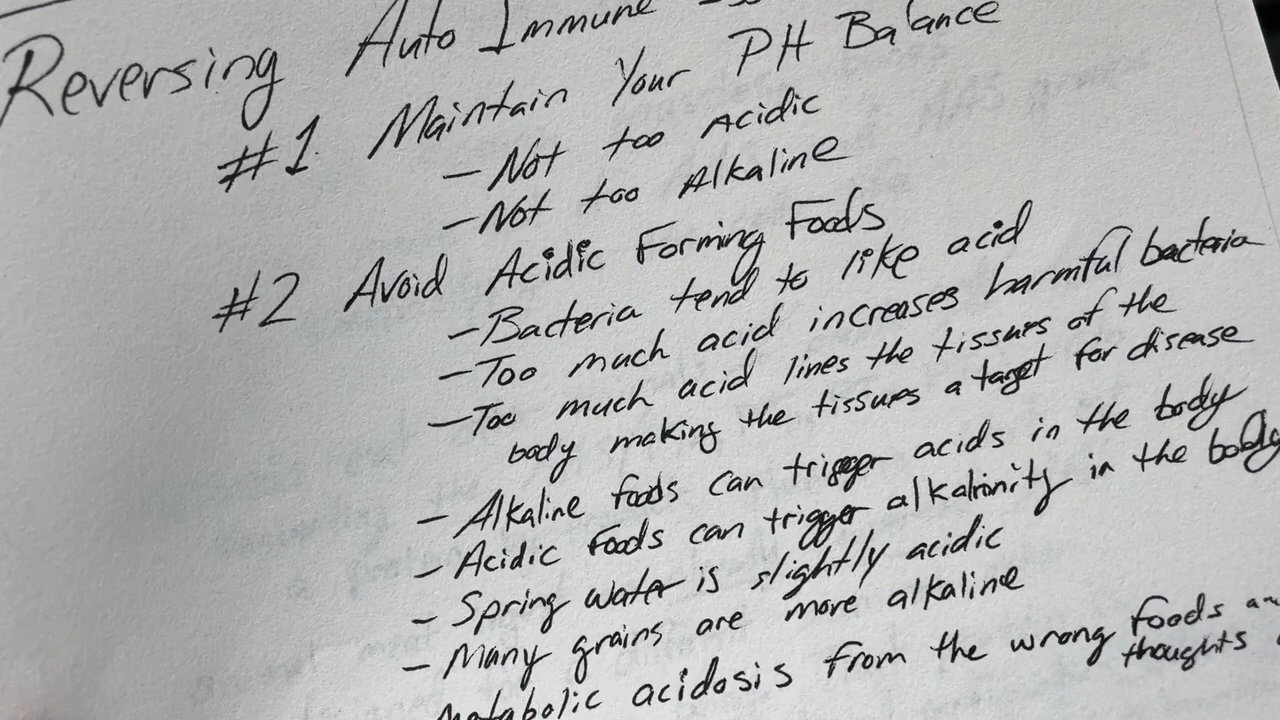 Reversing Auto Immune
#1 Maintain Your PH Balance
- Not too Acidic
- Not too Alkaline
#2 Avoid Acidic Forming Foods
- Bacteria tend to like acid
- Too much acid increases harmful bacteria
- Too much acid lines the tissues of the
body making the tissues a target for disease
- Alkaline foods can trigger acids in the body
- Acidic foods can trigger alkalinity in the body
- Spring water is slightly acidic
- Many grains are more alkaline
Metabolic acidosis from the wrong foods
thoughts